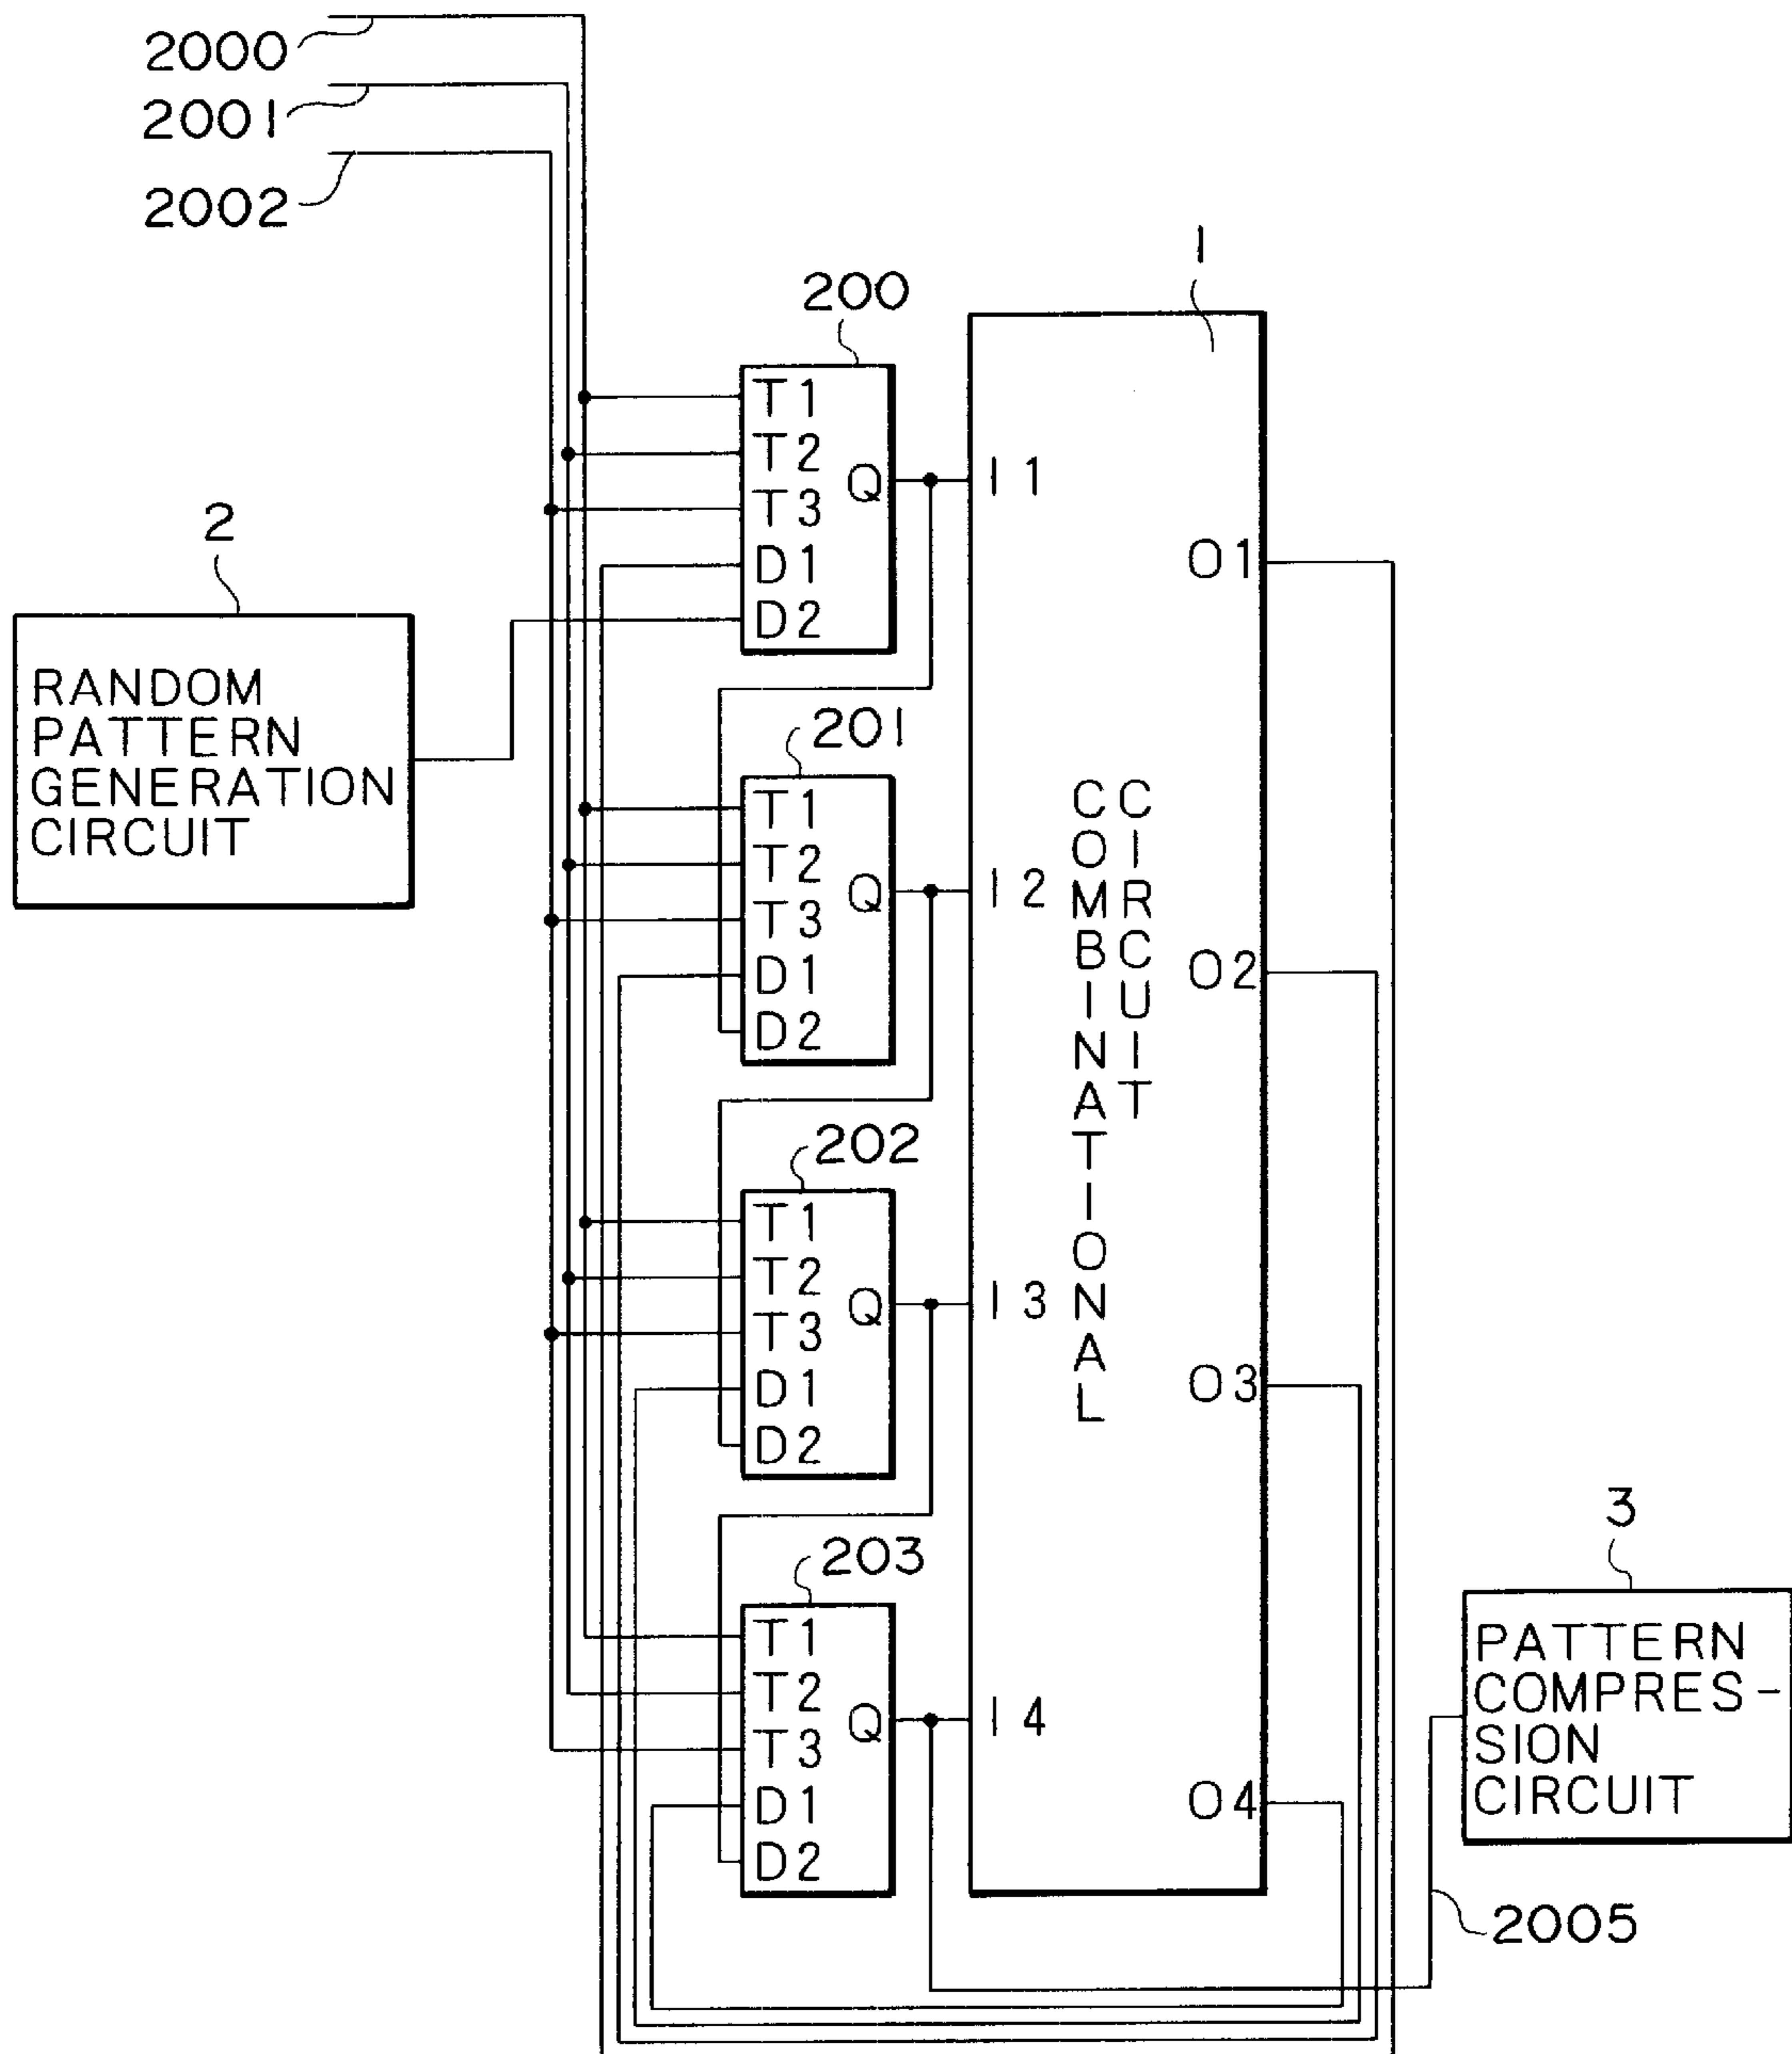 2000
2001
2002
1
200
T1
T2
T3
D1
D2
Q
I1
O1
2
RANDOM
PATTERN
GENERATION
CIRCUIT
201
T1
T2
T3
D1
D2
Q
I2
COMBINATIONAL
CIRCUIT
O2
202
T1
T2
T3
D1
D2
Q
I3
O3
203
T1
T2
T3
D1
D2
Q
I4
O4
3
PATTERN
COMPRES-
SION
CIRCUIT
2005